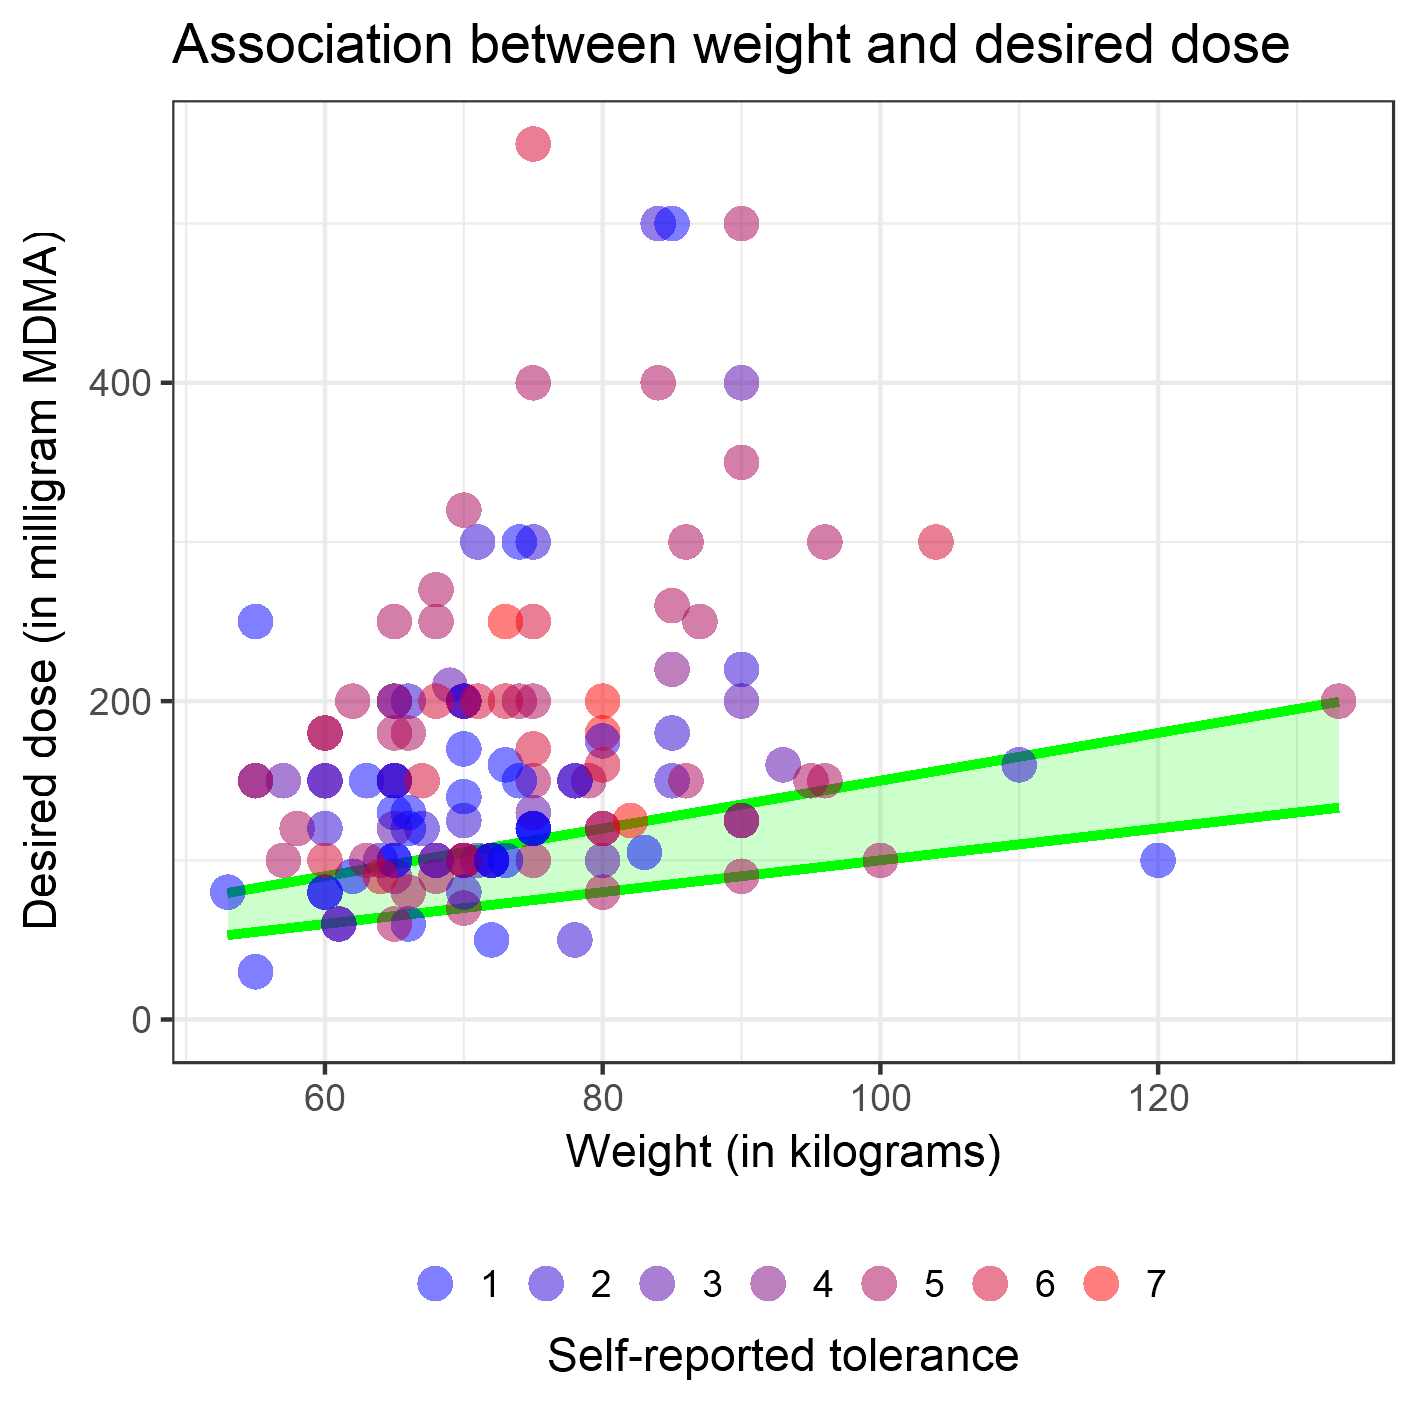 Association between weight and desired dose
Desired dose (in milligram MDMA)
400
200
0
60 80 100 120
Weight (in kilograms)
1 2 3 4 5 6 7
Self-reported tolerance